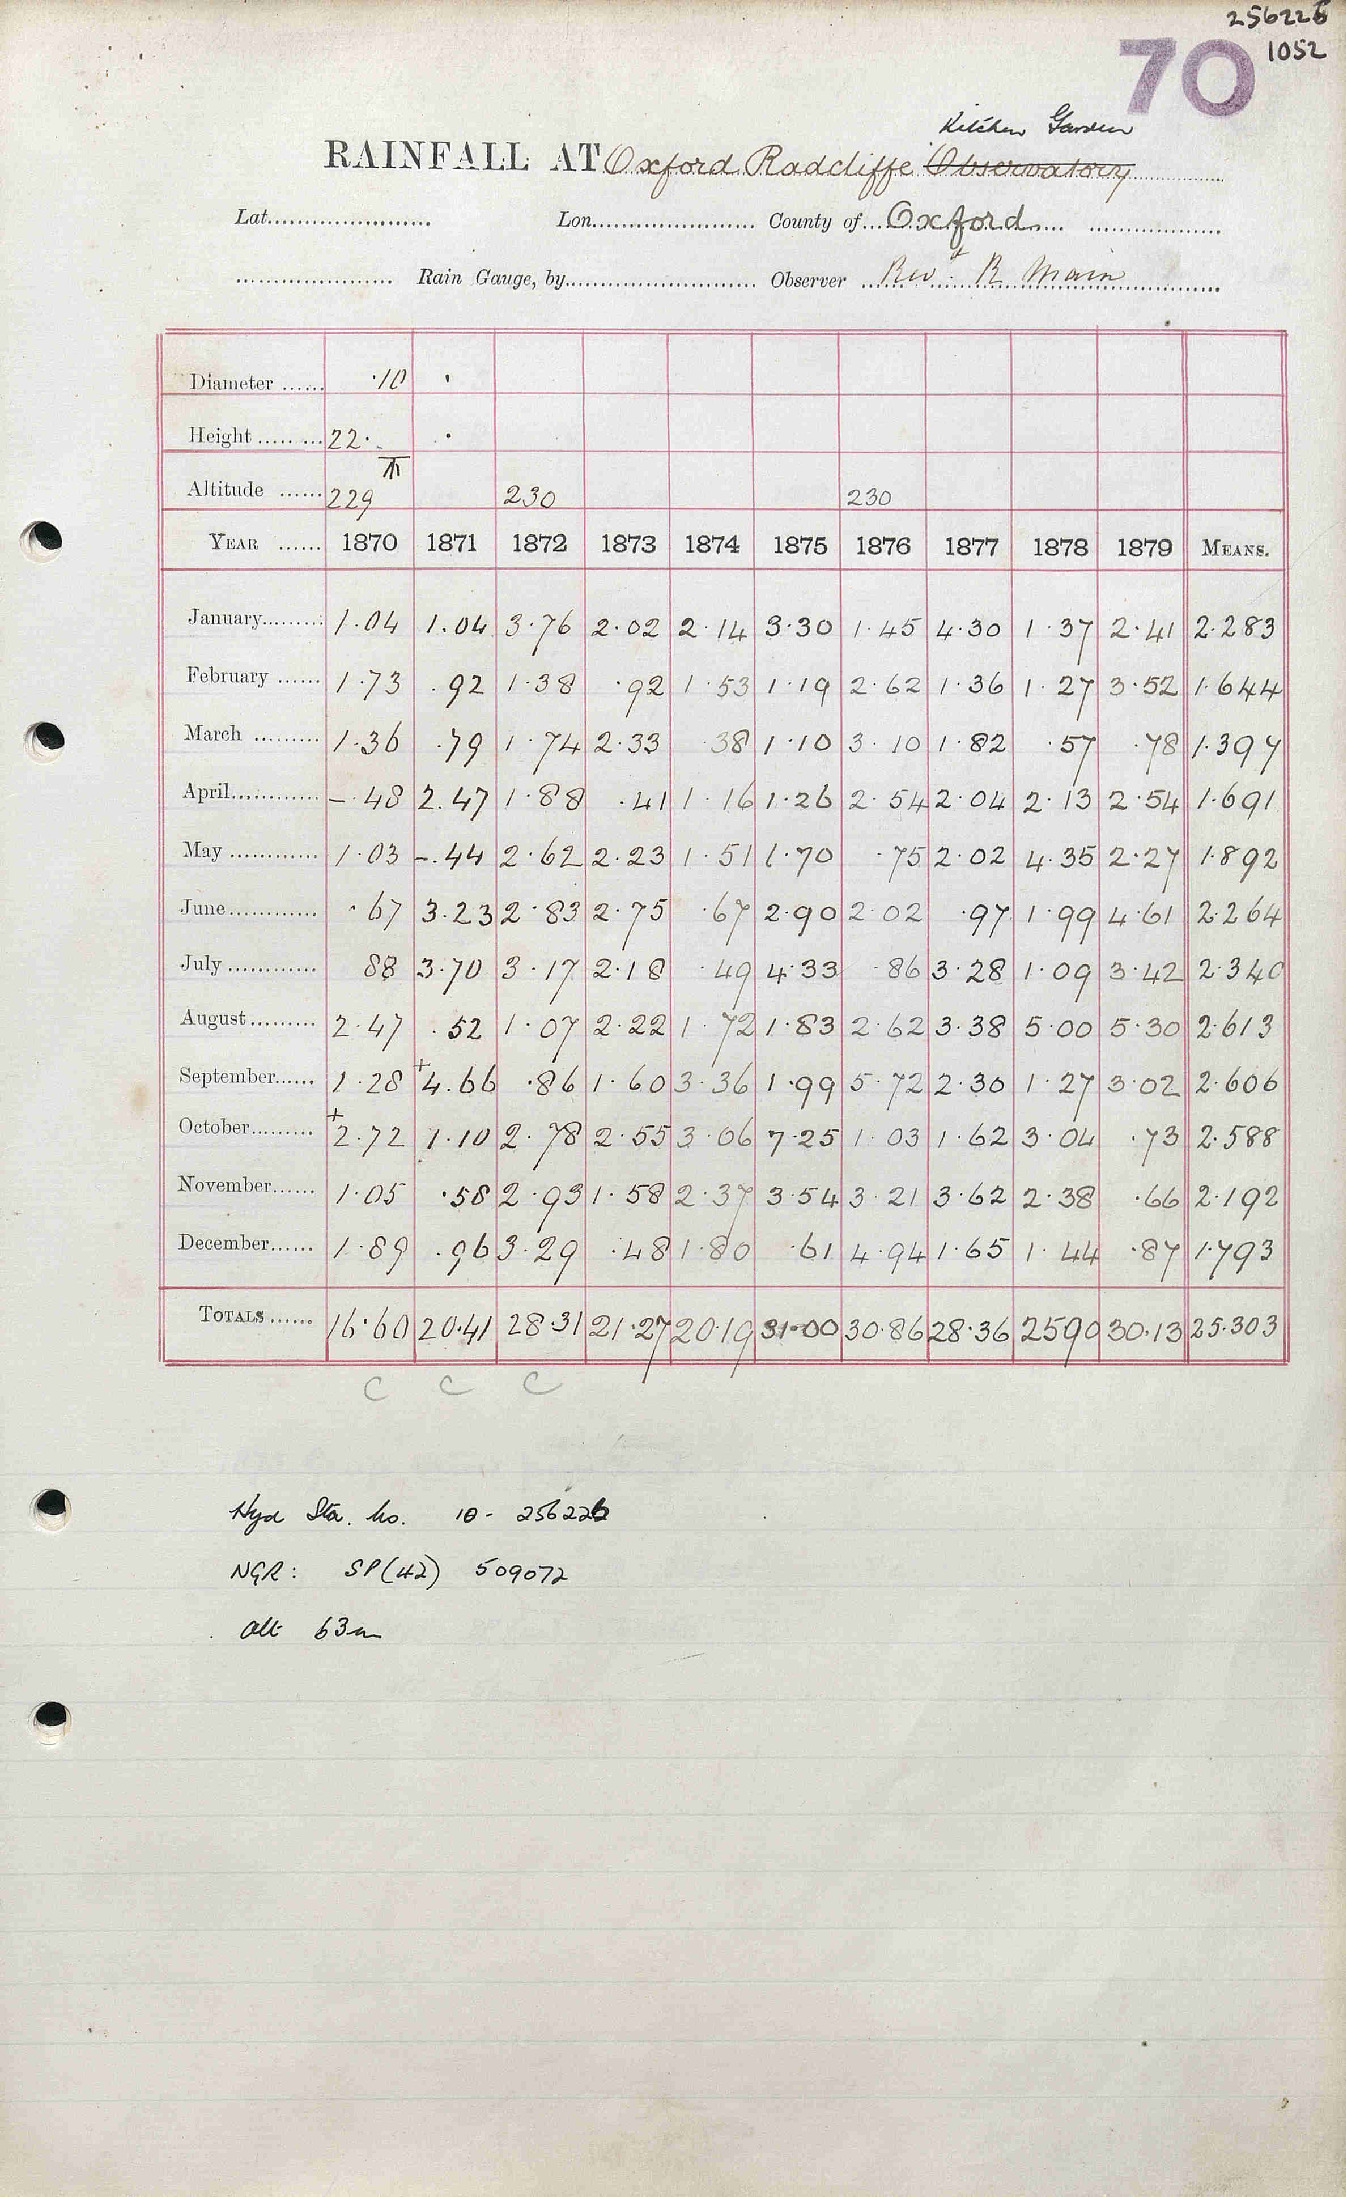 256226
70 1052
Kitchen Garden
RAINFALL AT Oxford Radcliffe Observatory
Lat. Lon. County of Oxford
Rain Gauge, by Observer Revd. R Main
Diameter ...... ·10 ·
Height ........ 22· ·
Altitude ...... 229 230 230
YEAR ...... 1870 1871 1872 1873 1874 1875 1876 1877 1878 1879 MEANS.
January......... 1·04 1.04 3·76 2·02 2·14 3·30 1·45 4·30 1·37 2·41 2·283
February ...... 1·73 .92 1·38 ·92 1·53 1·19 2·62 1·36 1·27 3·52 1·644
March ......... 1·36 ·79 1·74 2·33 38 1·10 3·10 1·82 ·57 ·78 1·397
April............ –·48 2.47 1·88 ·41 1·16 1·26 2·54 2·04 2·13 2·54 1·691
May ............ 1·03 –.44 2·62 2·23 1·51 1·70 ·75 2·02 4·35 2·27 1·892
June............ ·67 3.23 2·83 2·75 ·67 2·90 2·02 ·97 1·99 4·61 2·264
July ............ 88 3·70 3·17 2·18 ·49 4·33 ·86 3·28 1·09 3·42 2·340
August ......... 2·47 .52 1·07 2·22 1·72 1·83 2·62 3·38 5·00 5·30 2·613
September...... 1·28 +4.66 ·86 1·60 3·36 1·99 5·72 2·30 1·27 3·02 2·606
October......... +2·72 1·10 2·78 2·55 3·06 7·25 1·03 1·62 3·04 ·73 2·588
November...... 1·05 ·58 2·93 1·58 2·37 3·54 3·21 3·62 2·38 ·66 2·192
December...... 1·89 .96 3·29 ·48 1·80 ·61 4·94 1·65 1·44 ·87 1·793
TOTALS...... 16·60 20·41 28·31 21·27 20·19 31·00 30·86 28·36 2590 30·13 25·303
C C C
Hyd Sta. No. 10- 256226
NGR: SP(42) 509072
Alt 63m